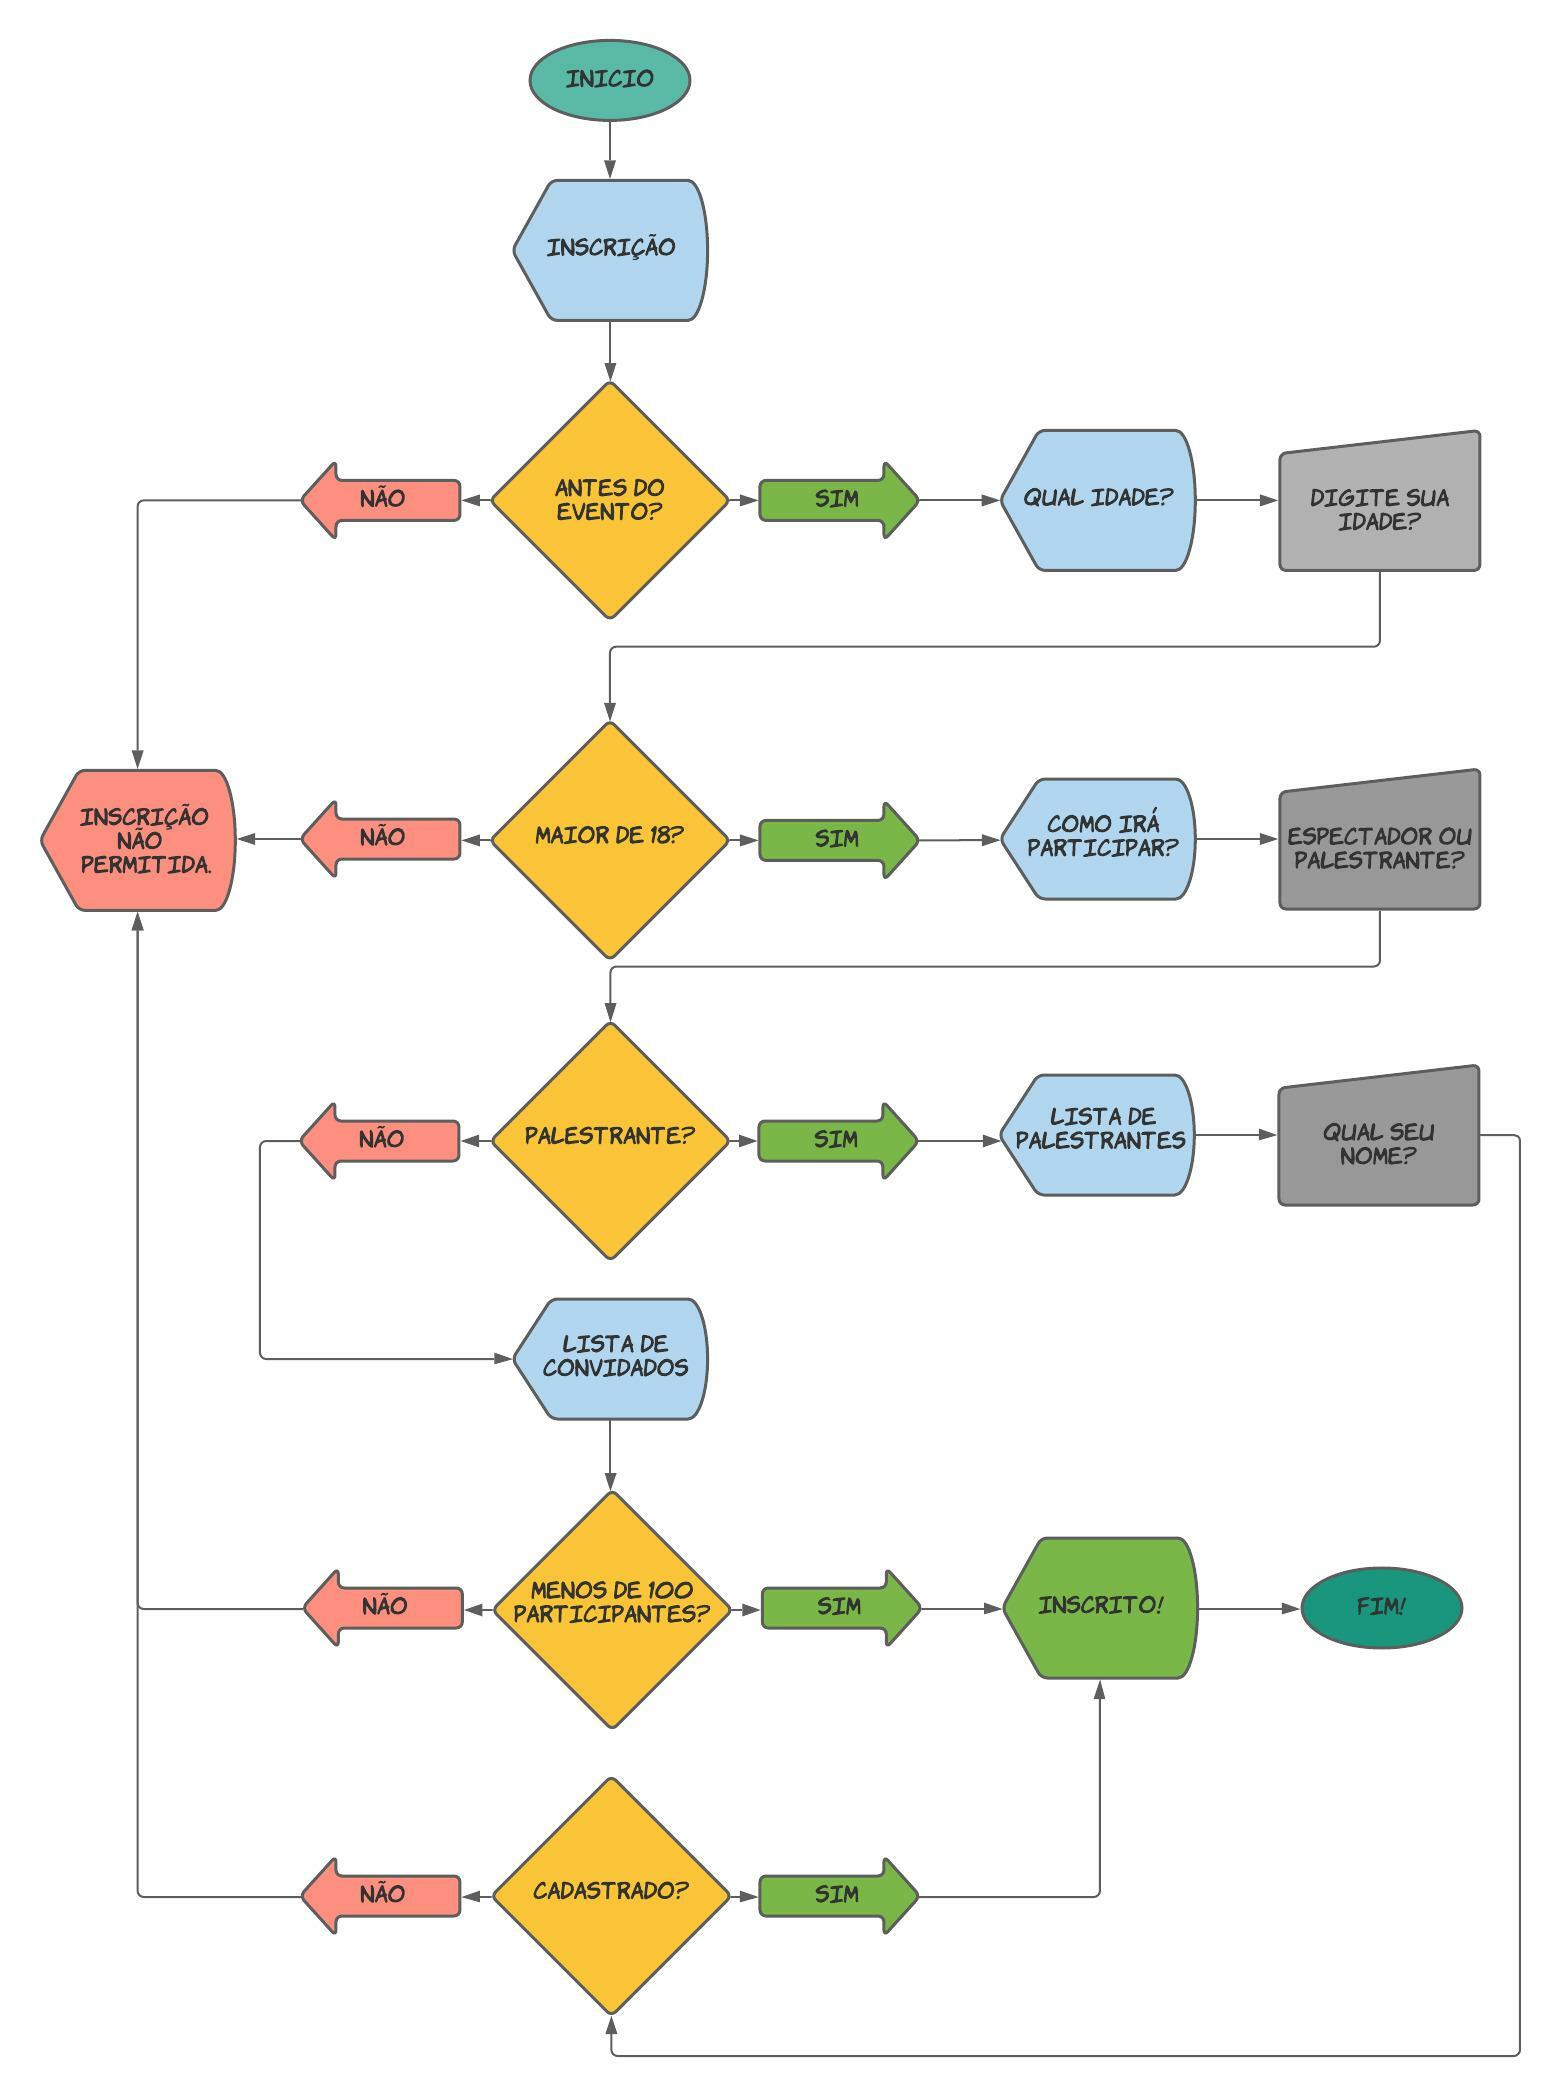 INICIO
INSCRIÇÃO
NÃO
ANTES DO
EVENTO?
SIM
QUAL IDADE?
DIGITE SUA
IDADE?
INSCRIÇÃO
NÃO
PERMITIDA.
NÃO
MAIOR DE 18?
SIM
COMO IRÁ
PARTICIPAR?
ESPECTADOR OU
PALESTRANTE?
NÃO
PALESTRANTE?
SIM
LISTA DE
PALESTRANTES
QUAL SEU
NOME?
LISTA DE
CONVIDADOS
NÃO
MENOS DE 100
PARTICIPANTES?
SIM
INSCRITO!
FIM!
NÃO
CADASTRADO?
SIM